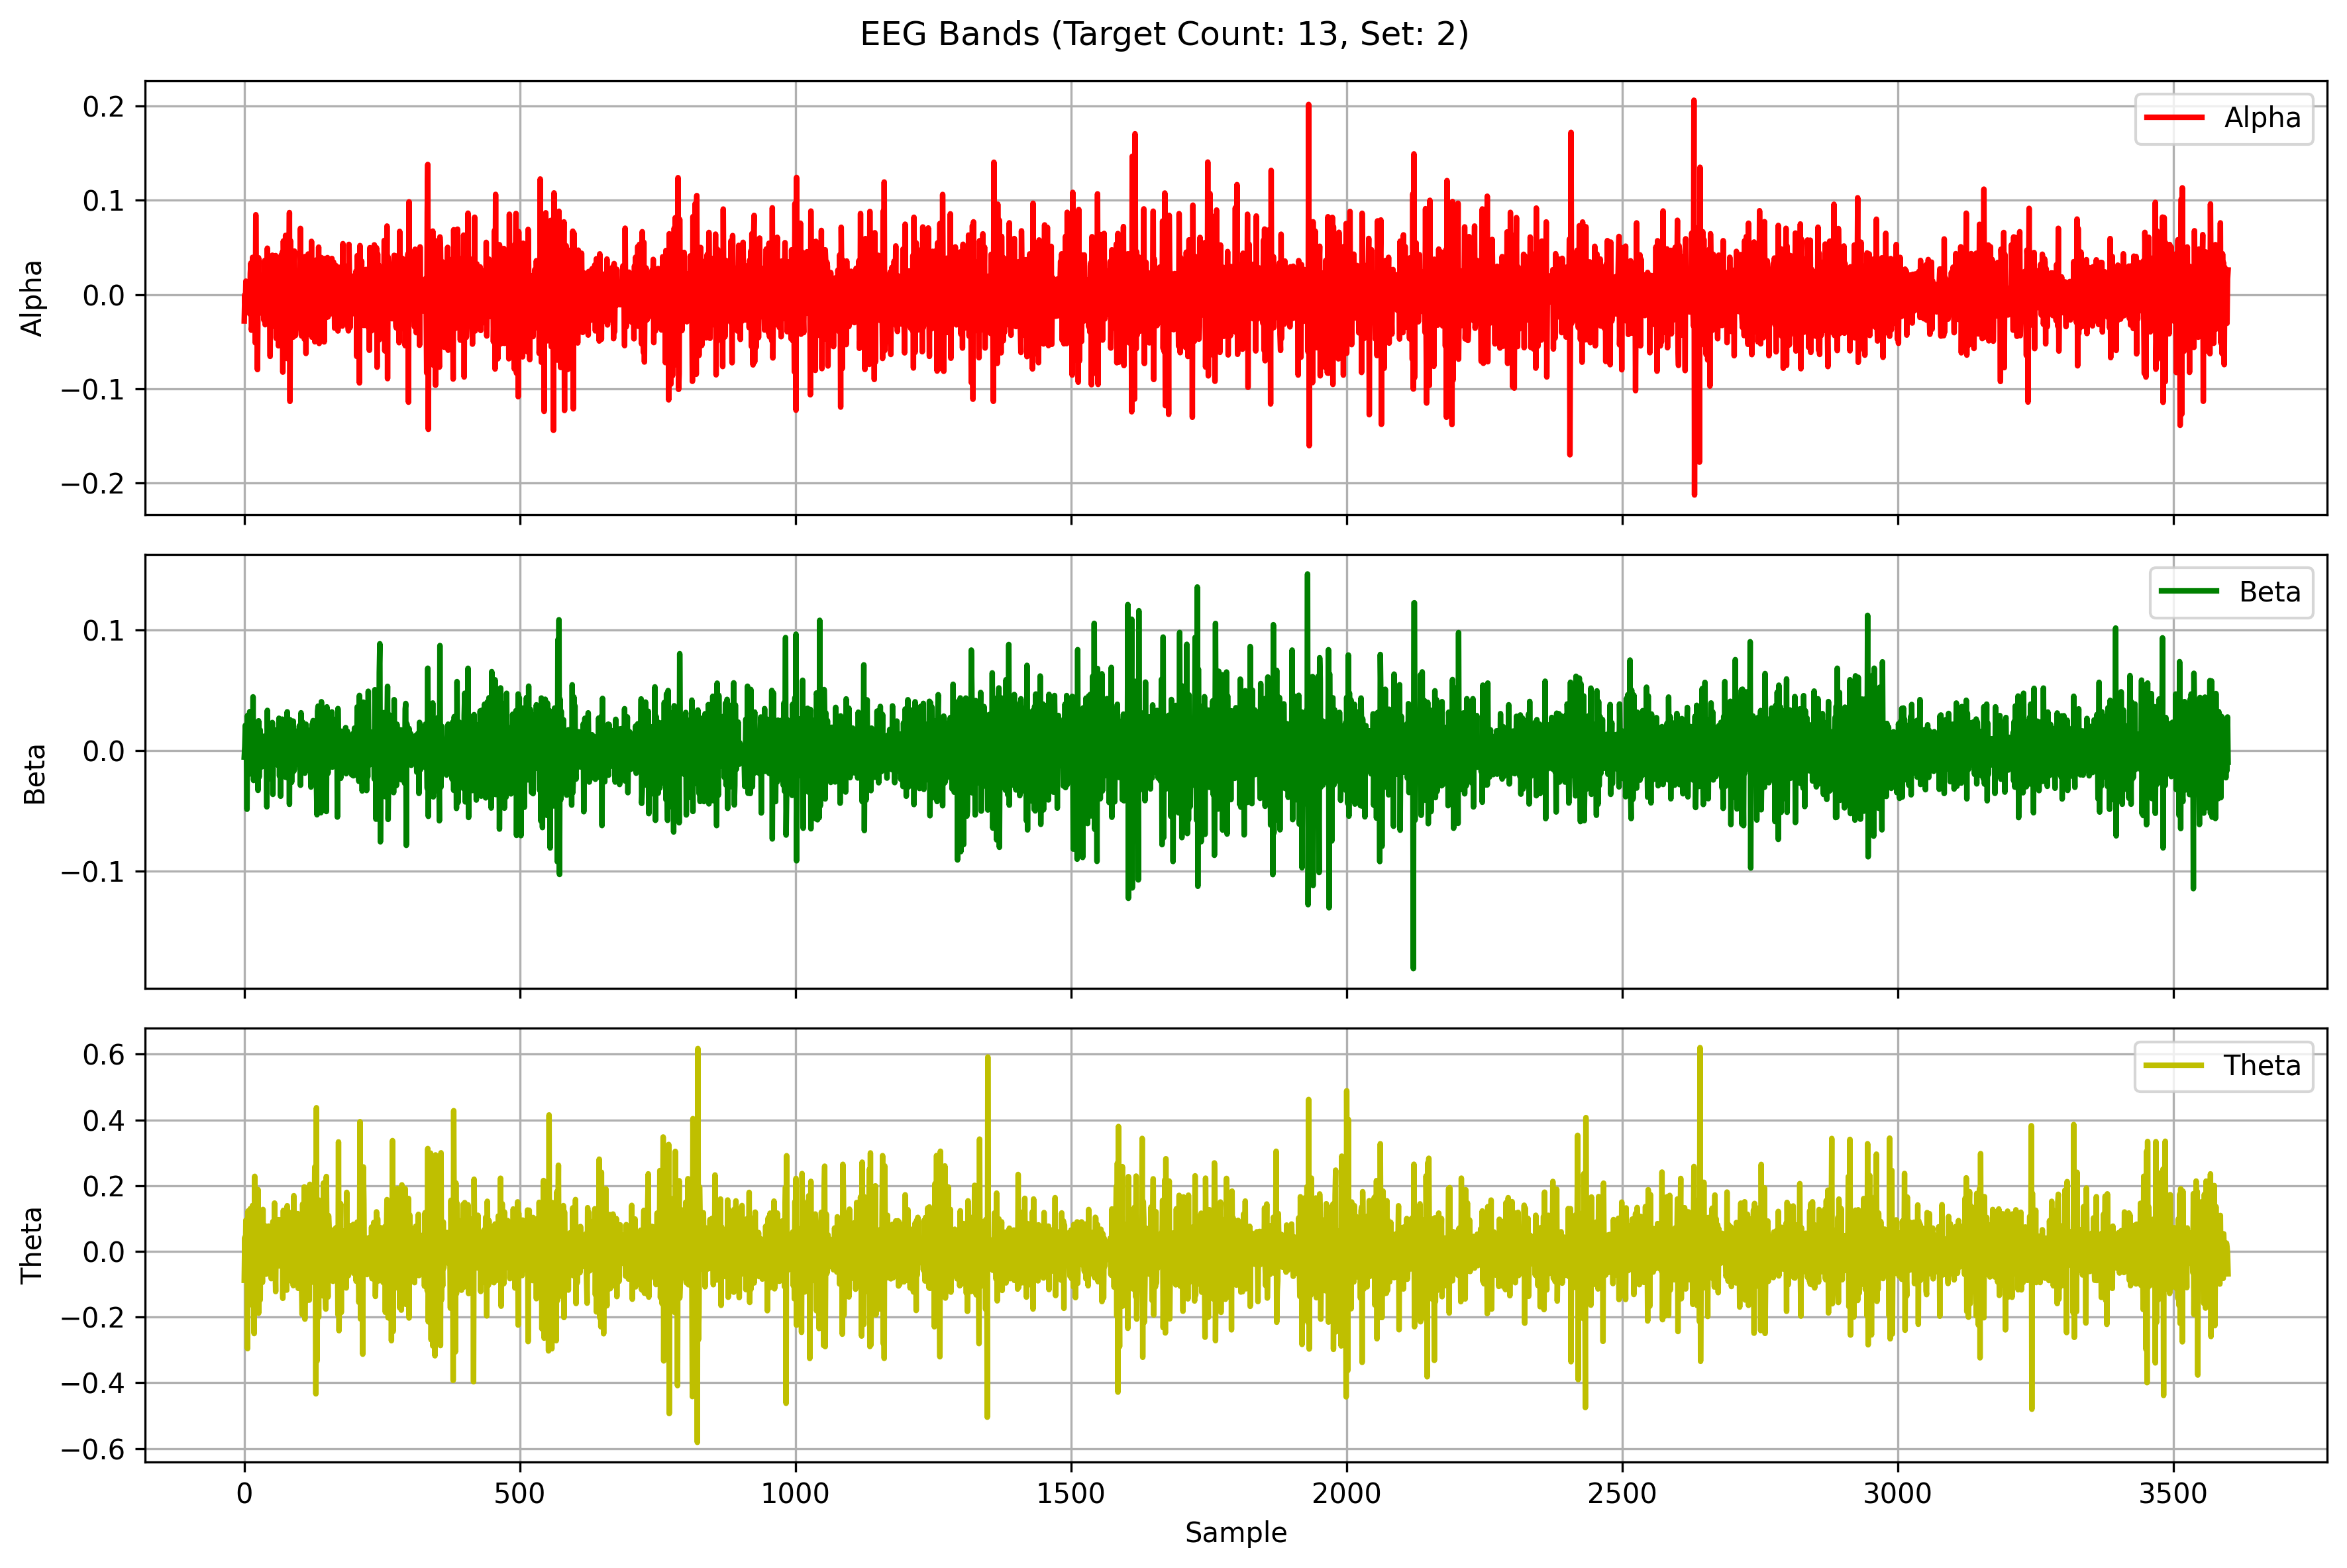 EEG Bands (Target Count: 13, Set: 2)
0.2
0.1
0.0
−0.1
−0.2
Alpha
Alpha
0.1
0.0
−0.1
Beta
Beta
0.6
0.4
0.2
0.0
−0.2
−0.4
−0.6
Theta
Theta
0 500 1000 1500 2000 2500 3000 3500
Sample